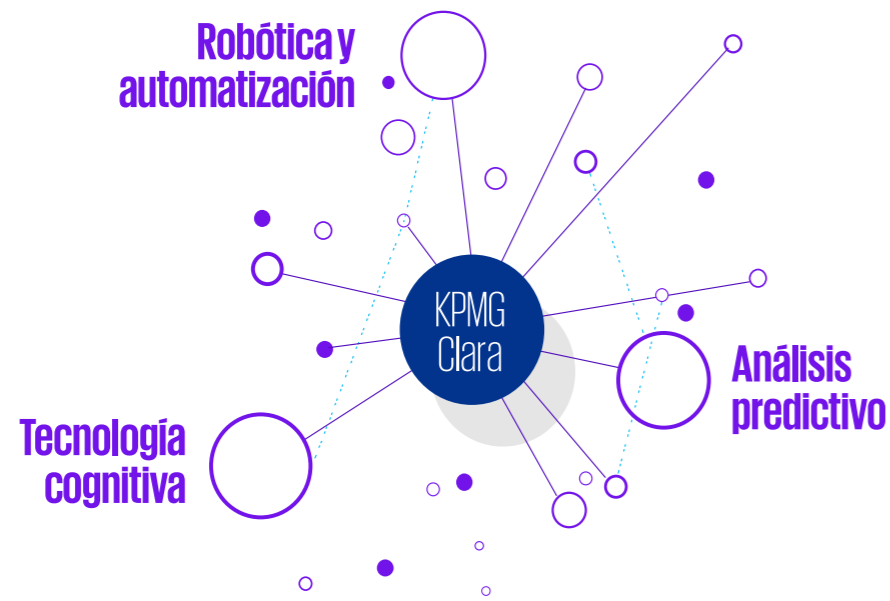 Robótica y
automatización
KPMG
Clara
Análisis
predictivo
Tecnología
cognitiva